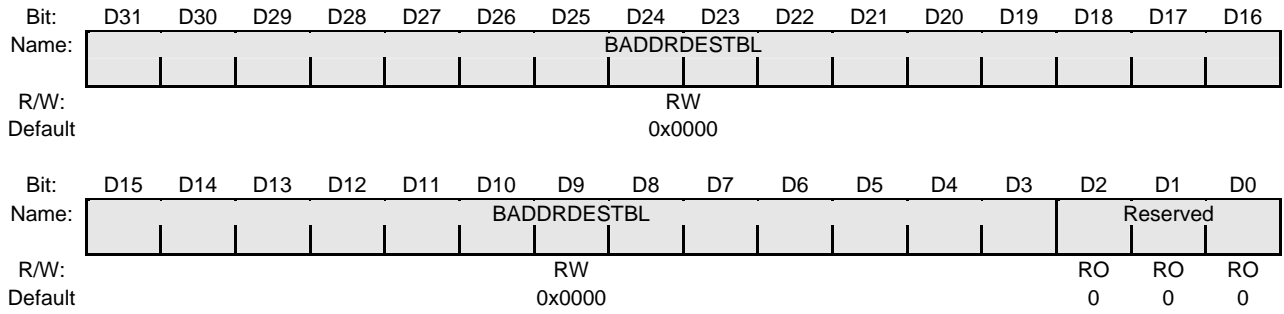 Bit: D31 D30 D29 D28 D27 D26 D25 D24 D23 D22 D21 D20 D19 D18 D17 D16
Name: BADDRDESTBL
R/W: RW
Default 0x0000
Bit: D15 D14 D13 D12 D11 D10 D9 D8 D7 D6 D5 D4 D3 D2 D1 D0
Name: BADDRDESTBL Reserved
R/W: RW RO RO RO
Default 0x0000 0 0 0